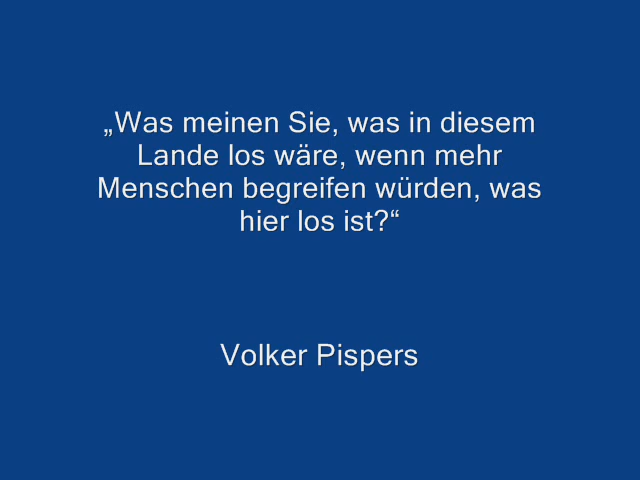 „Was meinen Sie, was in diesem
Lande los wäre, wenn mehr
Menschen begreifen würden, was
hier los ist?“
Volker Pispers